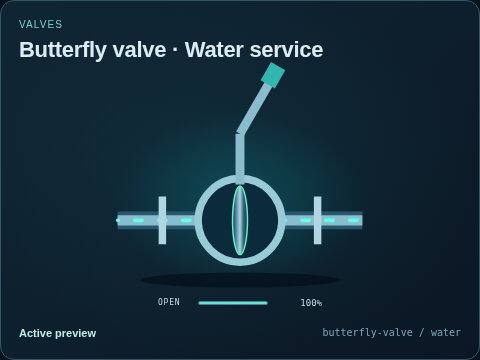 VALVES
Butterfly valve · Water service
OPEN 100%
Active preview butterfly-valve / water